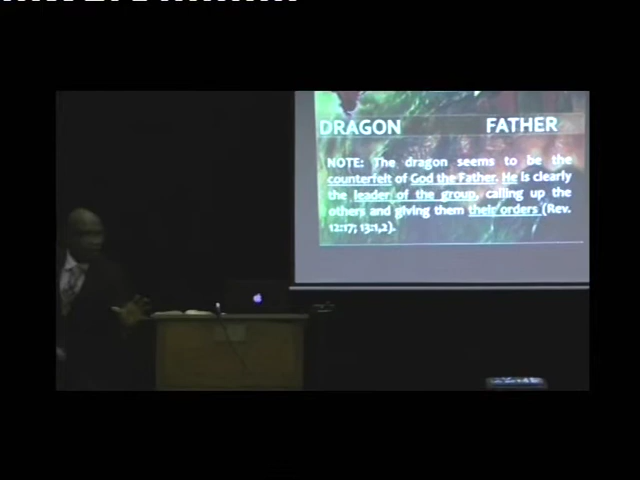 DRAGON FATHER
NOTE: The dragon seems to be the
counterfeit of God the Father. He is clearly
the leader of the group, calling up the
others and giving them their orders (Rev.
12:17; 13:1,2).